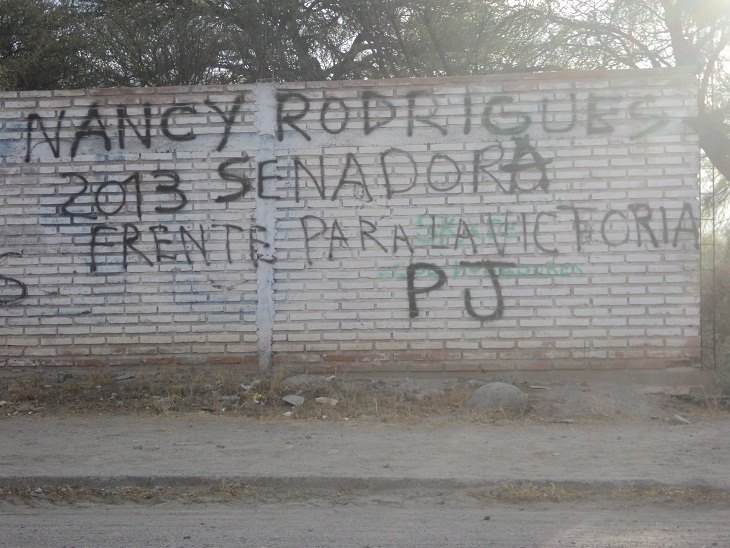 NANCY RODRIGUES
2013 SENADORA
FRENTE PARA LA VICTORIA
PJ